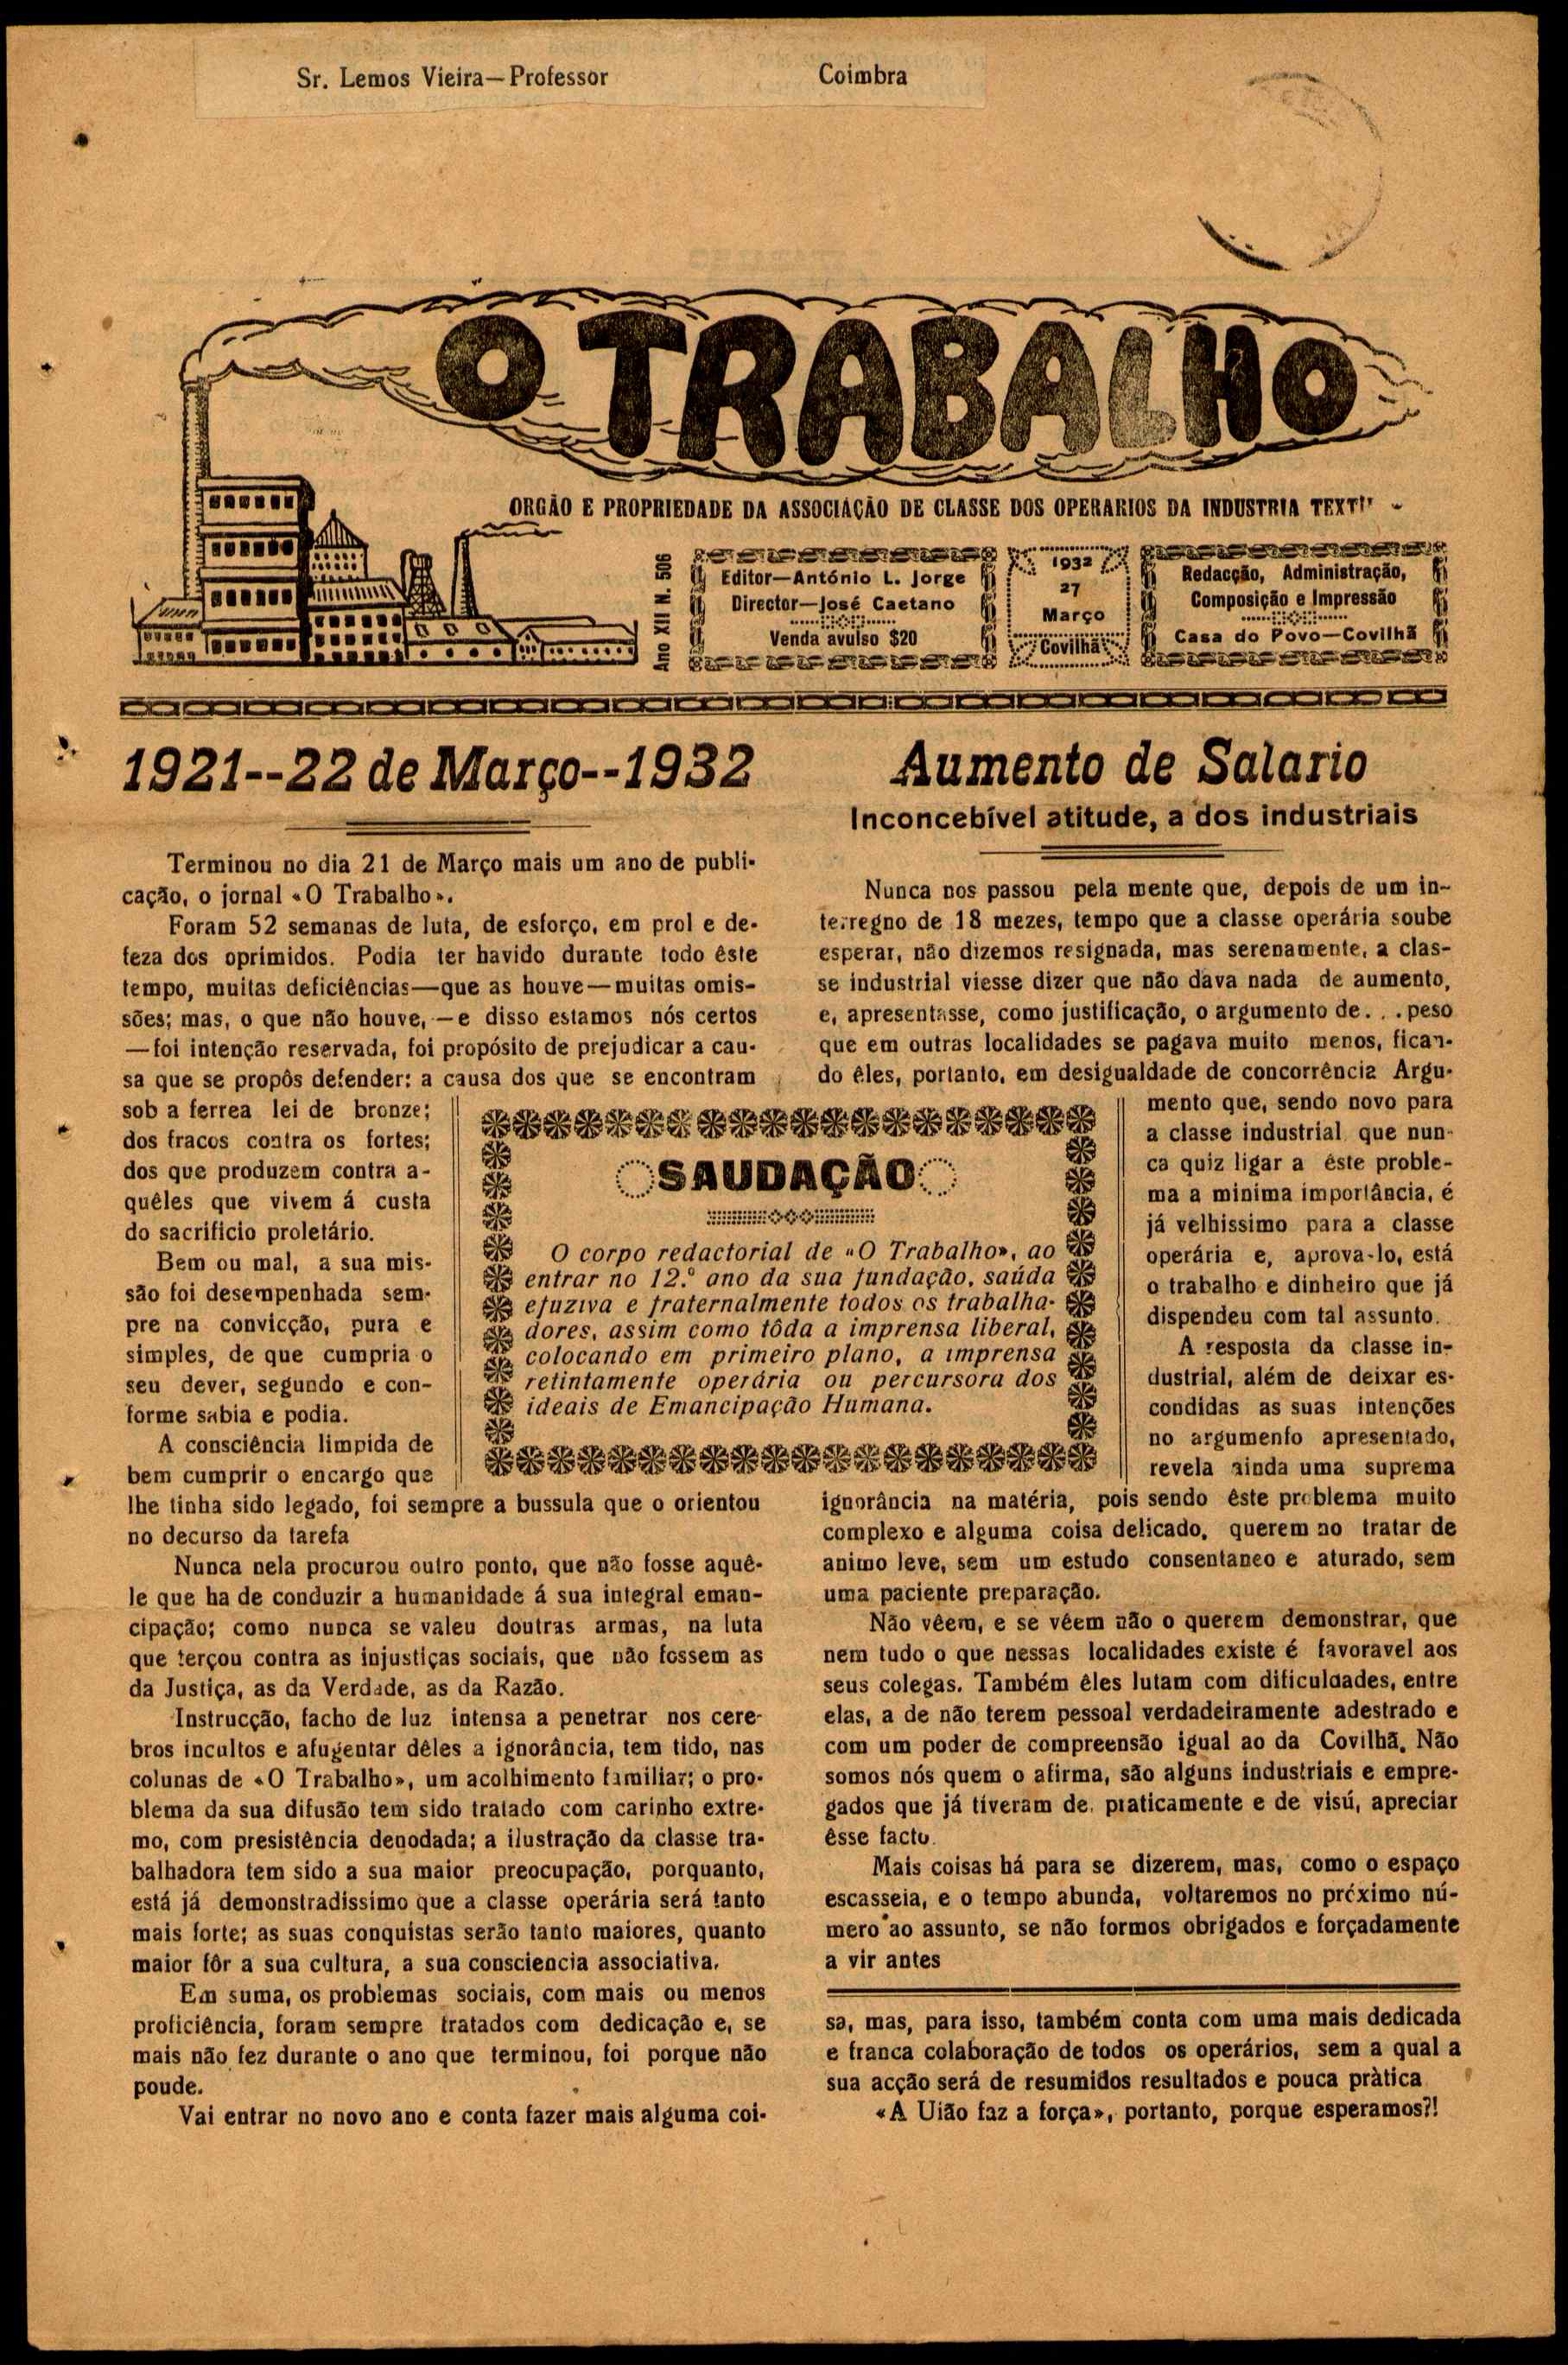 Sr. Lemos Vieira—Professor Coimbra
O TRABALHO
ORGÃO E PROPRIEDADE DA ASSOCIAÇÃO DE CLASSE DOS OPERARIOS DA INDUSTRIA TEXTIL
Ano XII N. 506
Editor—António L. Jorge
Director—José Caetano
Venda avulso $20
1932
27
Março
Covilhã
Redacção, Administração,
Composição e Impressão
Casa do Povo—Covilhã
1921--22 de Março--1932
Terminou no dia 21 de Março mais um ano de publi-
cação, o jornal «O Trabalho».
Foram 52 semanas de luta, de esforço, em prol e de-
feza dos oprimidos. Podia ter havido durante todo êste
tempo, muitas deficiências—que as houve—muitas omis-
sões; mas, o que não houve,—e disso estamos nós certos
—foi intenção reservada, foi propósito de prejudicar a cau-
sa que se propôs defender: a causa dos que se encontram
sob a ferrea lei de bronze;
dos fracos contra os fortes;
dos que produzem contra a-
quêles que vivem á custa
do sacrificio proletário.
Bem ou mal, a sua mis-
são foi desempenhada sem-
pre na convicção, pura e
simples, de que cumpria o
seu dever, segundo e con-
forme sabia e podia.
A consciência limpida de
bem cumprir o encargo que
lhe tinha sido legado, foi sempre a bussula que o orientou
no decurso da tarefa
Nunca nela procurou outro ponto, que não fosse aquê-
le que ha de conduzir a humanidade á sua integral eman-
cipação; como nunca se valeu doutras armas, na luta
que terçou contra as injustiças sociais, que não fossem as
da Justiça, as da Verdade, as da Razão.
Instrucção, facho de luz intensa a penetrar nos cere-
bros incultos e afugentar dêles a ignorância, tem tido, nas
colunas de «O Trabalho», um acolhimento familiar; o pro-
blema da sua difusão tem sido tratado com carinho extre-
mo, com presistência denodada; a ilustração da classe tra-
balhadora tem sido a sua maior preocupação, porquanto,
está já demonstradissimo que a classe operária será tanto
mais forte; as suas conquistas serão tanto maiores, quanto
maior fôr a sua cultura, a sua consciencia associativa.
Em suma, os problemas sociais, com mais ou menos
proficiência, foram sempre tratados com dedicação e, se
mais não fez durante o ano que terminou, foi porque não
poude.
Vai entrar no novo ano e conta fazer mais alguma coi-
SAUDAÇÃO
O corpo redactorial de «O Trabalho», ao
entrar no 12.º ano da sua fundação, saúda
efuziva e fraternalmente todos os trabalha-
dores, assim como tôda a imprensa liberal,
colocando em primeiro plano, a imprensa
retintamente operária ou percursora dos
ideais de Emancipação Humana.
Aumento de Salario
Inconcebível atitude, a dos industriais
Nunca nos passou pela mente que, depois de um in-
terregno de 18 mezes, tempo que a classe operária soube
esperar, não dizemos resignada, mas serenamente, a clas-
se industrial viesse dizer que não dava nada de aumento,
e, apresentasse, como justificação, o argumento de. . . peso
que em outras localidades se pagava muito menos, fican-
do êles, portanto, em desigualdade de concorrência Argu-
mento que, sendo novo para
a classe industrial que nun-
ca quiz ligar a êste proble-
ma a minima importância, é
já velhissimo para a classe
operária e, aprova-lo, está
o trabalho e dinheiro que já
dispendeu com tal assunto.
A resposta da classe in-
dustrial, além de deixar es-
condidas as suas intenções
no argumento apresentado,
revela ainda uma suprema
ignorância na matéria, pois sendo êste problema muito
complexo e alguma coisa delicado, querem no tratar de
animo leve, sem um estudo consentaneo e aturado, sem
uma paciente preparação.
Não vêem, e se vêem não o querem demonstrar, que
nem tudo o que nessas localidades existe é favoravel aos
seus colegas. Também êles lutam com dificuldades, entre
elas, a de não terem pessoal verdadeiramente adestrado e
com um poder de compreensão igual ao da Covilhã. Não
somos nós quem o afirma, são alguns industriais e empre-
gados que já tiveram de, praticamente e de visú, apreciar
êsse facto.
Mais coisas há para se dizerem, mas, como o espaço
escasseia, e o tempo abunda, voltaremos no próximo nú-
mero ao assunto, se não formos obrigados e forçadamente
a vir antes
sa, mas, para isso, também conta com uma mais dedicada
e franca colaboração de todos os operários, sem a qual a
sua acção será de resumidos resultados e pouca pràtica
«A Uião faz a força», portanto, porque esperamos?!